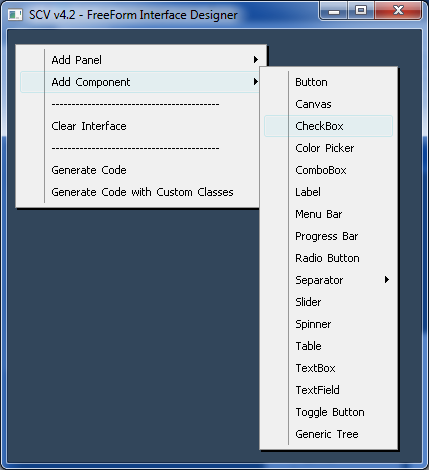 SCV v4.2 - FreeForm Interface Designer
Add Panel
Add Component
------------------------------------------
Clear Interface
------------------------------------------
Generate Code
Generate Code with Custom Classes
Button
Canvas
CheckBox
Color Picker
ComboBox
Label
Menu Bar
Progress Bar
Radio Button
Separator
Slider
Spinner
Table
TextBox
TextField
Toggle Button
Generic Tree